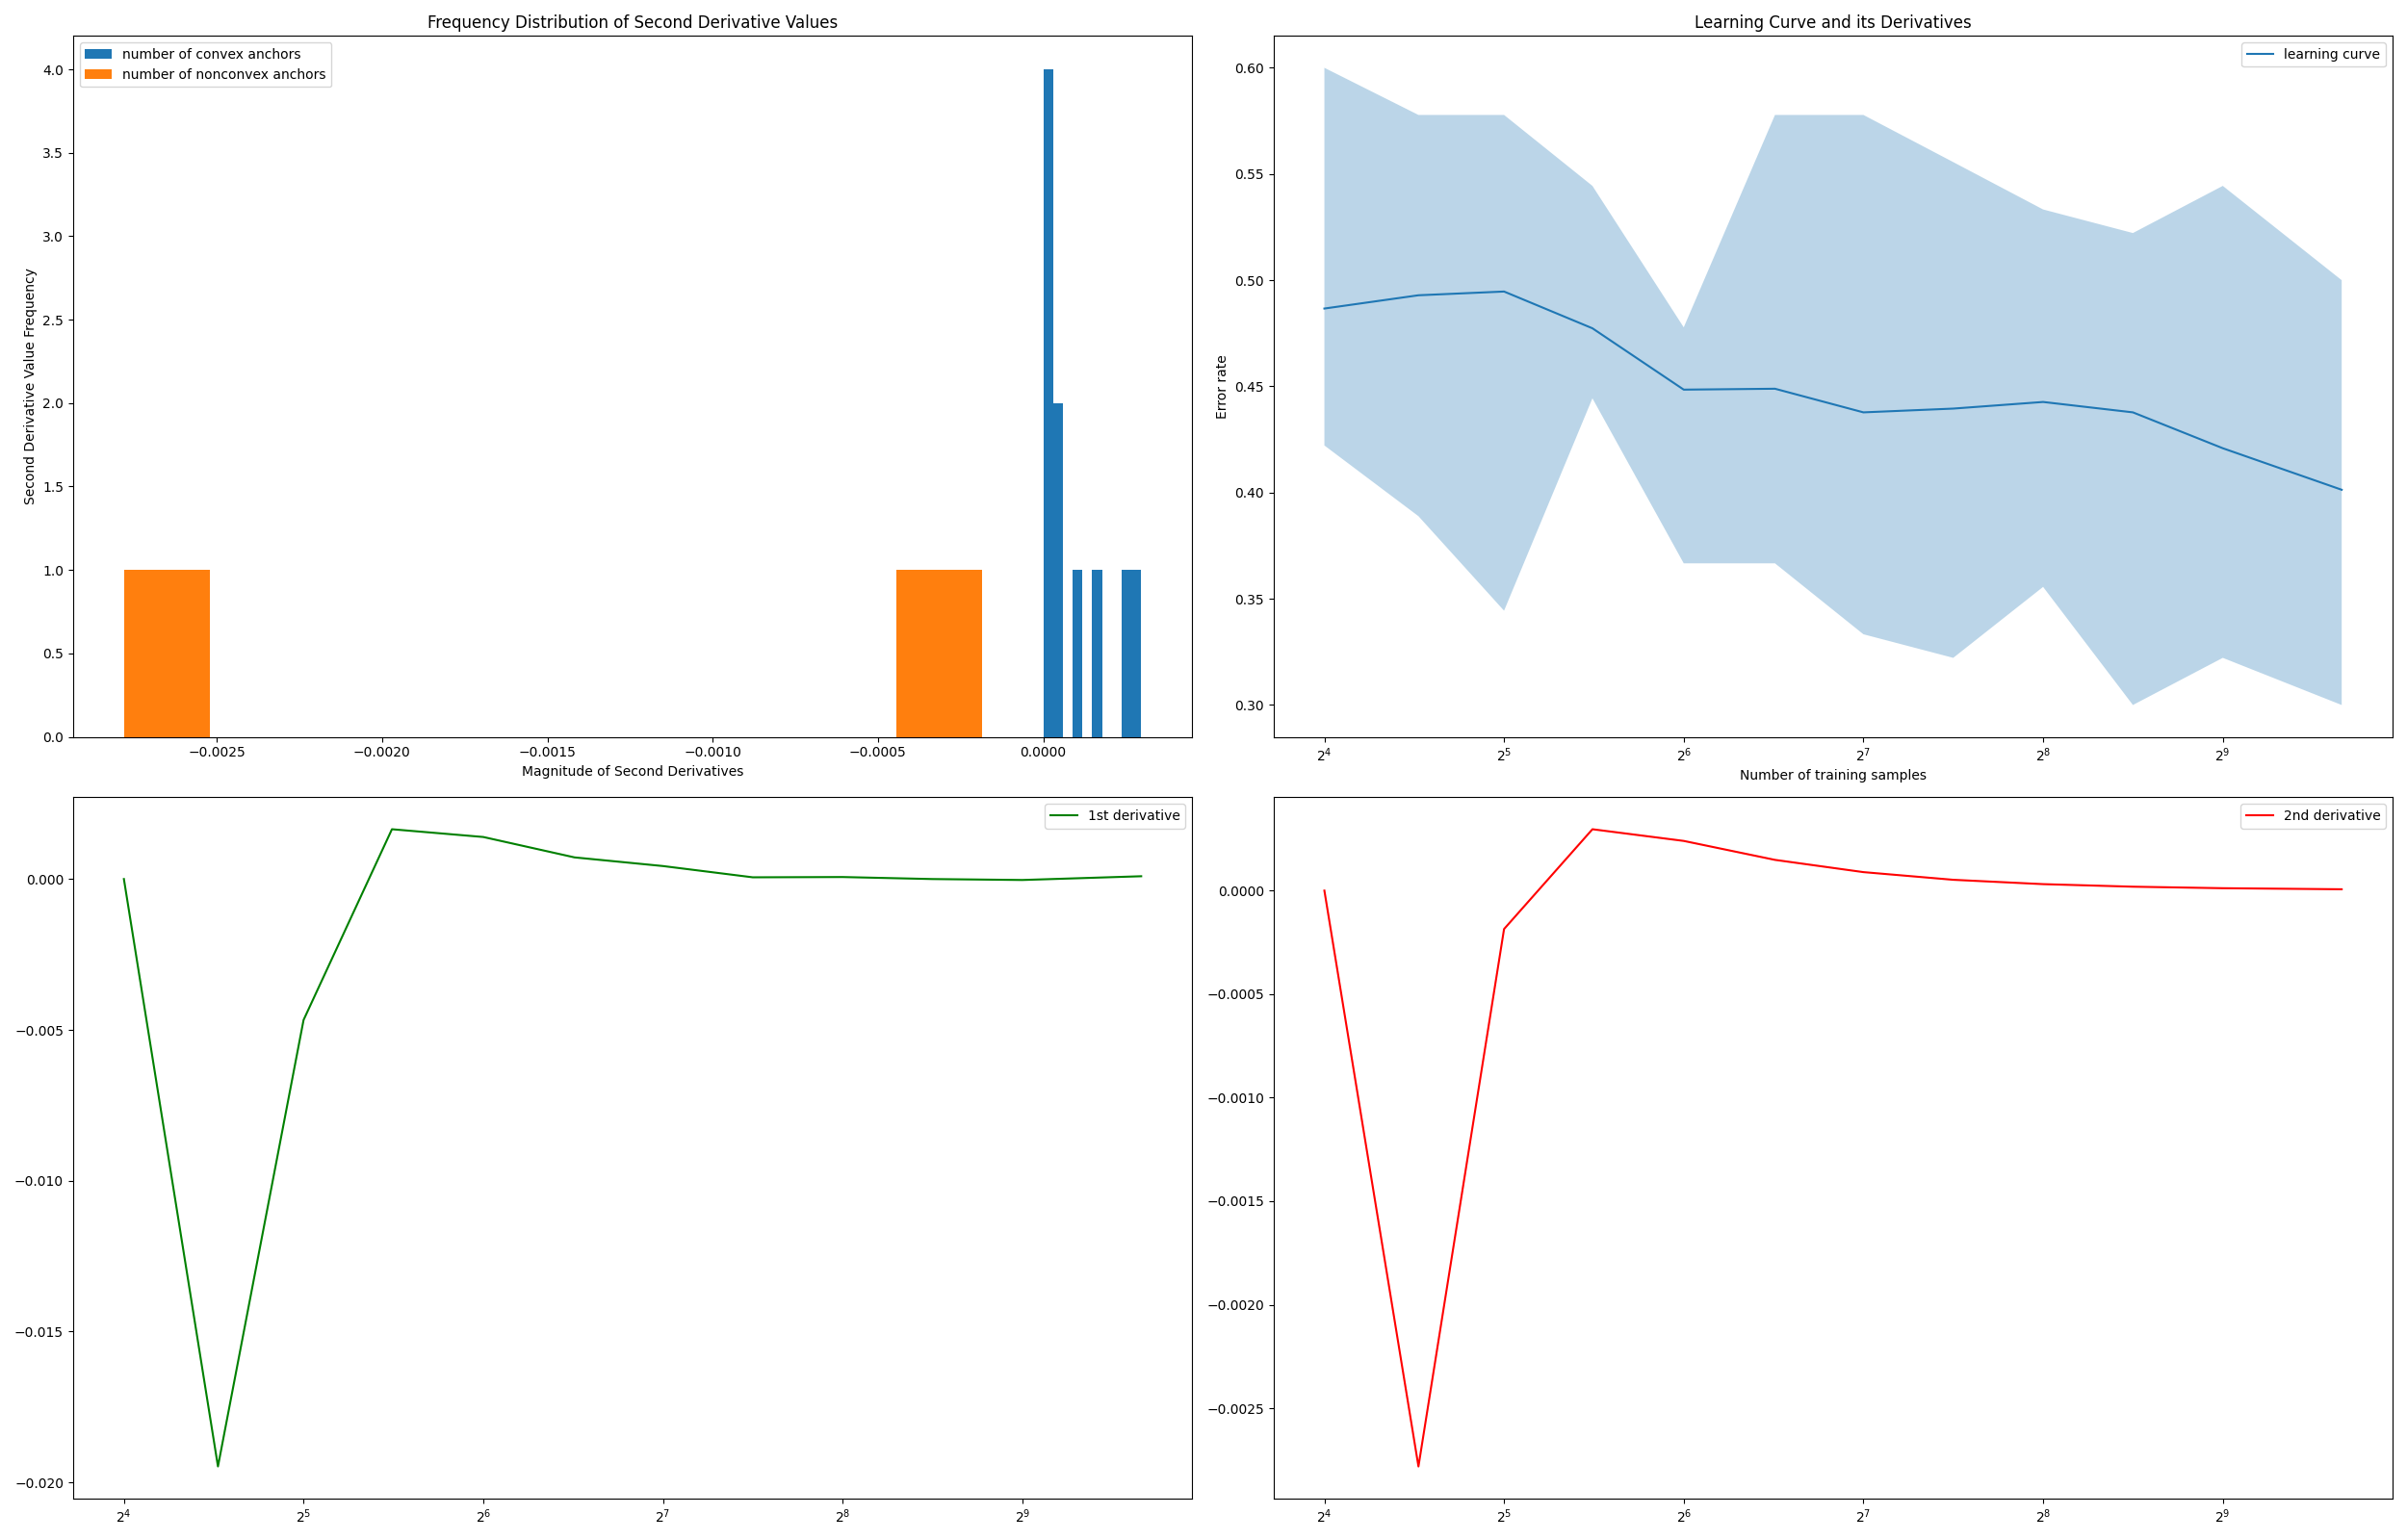 Frequency Distribution of Second Derivative Values
number of convex anchors
number of nonconvex anchors
4.0
3.5
3.0
2.5
2.0
1.5
1.0
0.5
0.0
Second Derivative Value Frequency
−0.0025 −0.0020 −0.0015 −0.0010 −0.0005 0.0000
Magnitude of Second Derivatives
Learning Curve and its Derivatives
learning curve
0.60
0.55
0.50
0.45
0.40
0.35
0.30
Error rate
2⁴ 2⁵ 2⁶ 2⁷ 2⁸ 2⁹
Number of training samples
1st derivative
0.000
−0.005
−0.010
−0.015
−0.020
2⁴ 2⁵ 2⁶ 2⁷ 2⁸ 2⁹
2nd derivative
0.0000
−0.0005
−0.0010
−0.0015
−0.0020
−0.0025
2⁴ 2⁵ 2⁶ 2⁷ 2⁸ 2⁹